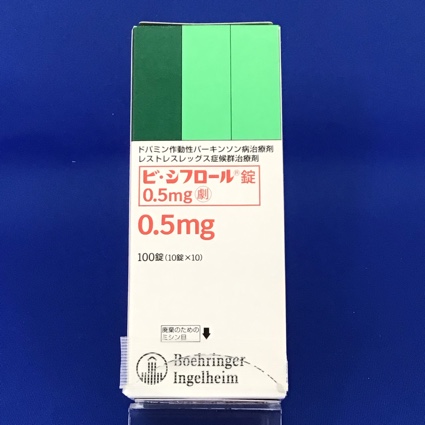 ドパミン作動性パーキンソン病治療剤
レストレスレッグス症候群治療剤
ビ・シフロール®錠
0.5mg 劇
0.5mg
100錠(10錠×10)
廃棄のための
ミシン目
Boehringer
Ingelheim